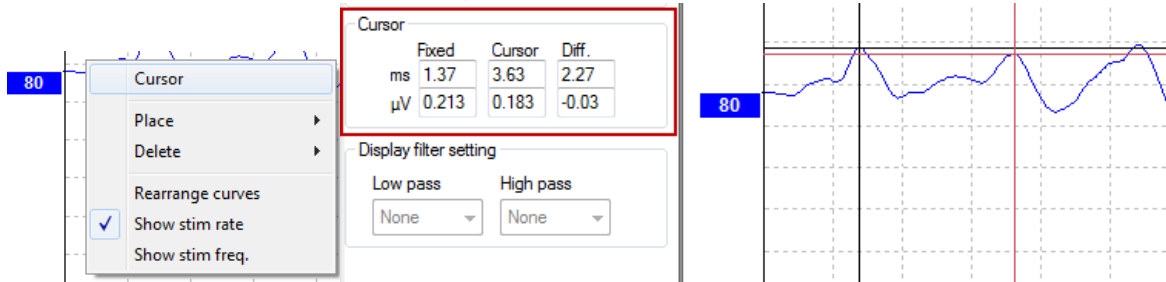 80
Cursor
Place
Delete
Rearrange curves
Show stim rate
Show stim freq.
Cursor
Fixed Cursor Diff.
ms 1.37 3.63 2.27
µV 0.213 0.183 -0.03
Display filter setting
Low pass High pass
None None
80